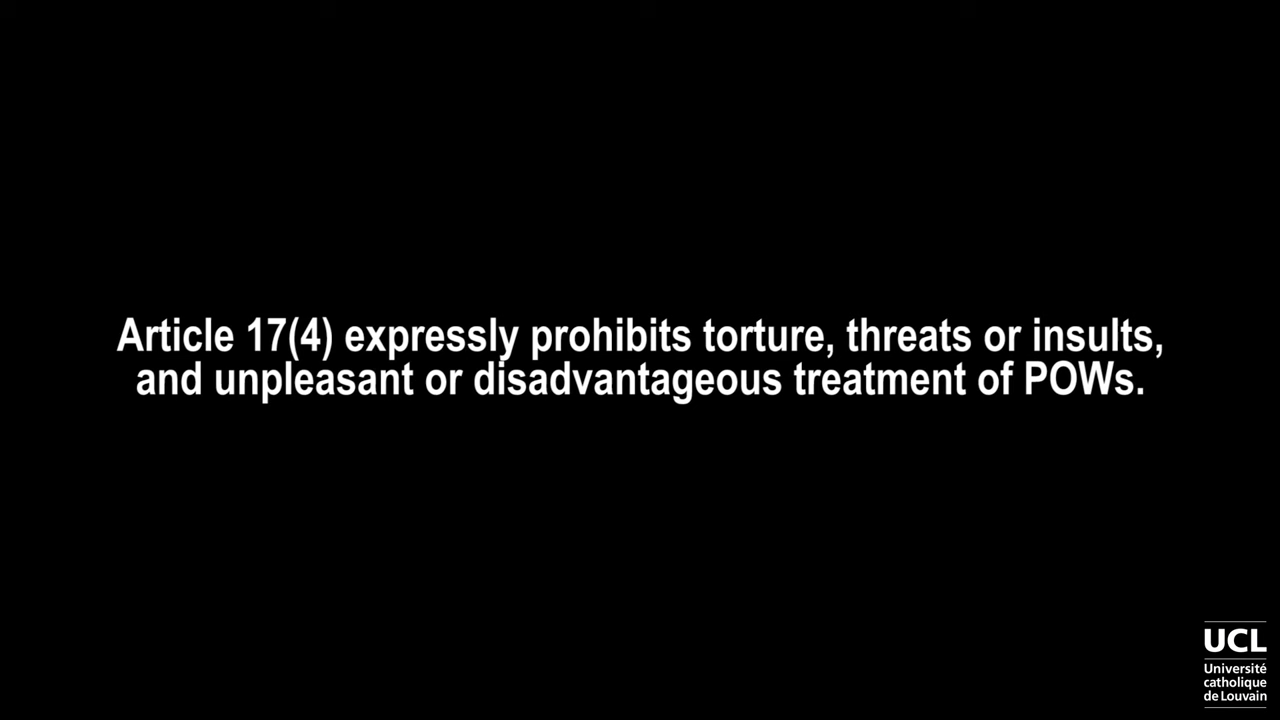 Article 17(4) expressly prohibits torture, threats or insults,
and unpleasant or disadvantageous treatment of POWs.
UCL
Université
catholique
de Louvain